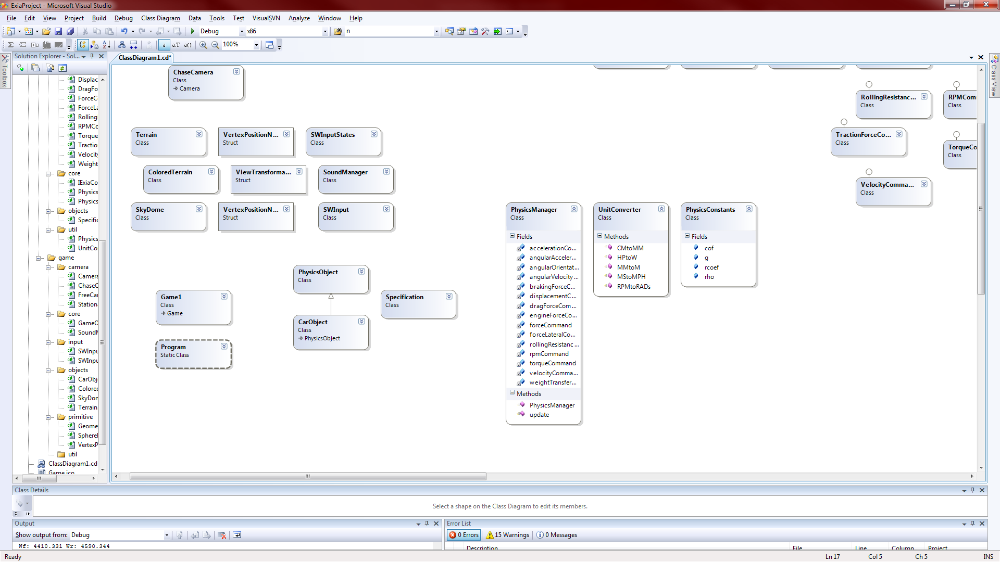 ExiaProject - Microsoft Visual Studio
File Edit View Project Build Debug Class Diagram Data Tools Test VisualSVN Analyze Window Help
Debug x86 n
a a:T a() 100%
Toolbox
Solution Explorer - Sol...
Displac
DragFo
ForceC
ForceLa
Rolling
RPMCc
Torque
Tractio
Velocity
Weight
core
IExiaCo
Physics
Physics
objects
Specific
util
Physics
UnitCo
game
camera
Camera
ChaseC
FreeCar
Station
core
GameC
SoundM
input
SWInpu
SWInpu
objects
CarObj
Colored
SkyDon
Terrain
primitive
Geome
SphereI
VertexP
util
ClassDiagram1.cd
Game.ico
ClassDiagram1.cd*
Class View
ChaseCamera
Class
Camera
Terrain
Class
VertexPositionN...
Struct
SWInputStates
Class
ColoredTerrain
Class
ViewTransforma...
Struct
SoundManager
Class
SkyDome
Class
VertexPositionN...
Struct
SWInput
Class
RollingResistanc...
Class
RPMCom
Class
TractionForceCo...
Class
TorqueCo
Class
VelocityComma...
Class
PhysicsObject
Class
Game1
Class
Game
Specification
Class
CarObject
Class
PhysicsObject
Program
Static Class
PhysicsManager
Class
Fields
accelerationCo...
angularAcceler...
angularOrientat...
angularVelocity...
brakingForceC...
displacementC...
dragForceCom...
engineForceCo...
forceCommand
forceLateralCo...
rollingResistanc...
rpmCommand
torqueCommand
velocityComma...
weightTransfer...
Methods
PhysicsManager
update
UnitConverter
Class
Methods
CMtoMM
HPtoW
MMtoM
MStoMPH
RPMtoRADs
PhysicsConstants
Class
Fields
cof
g
rcoef
rho
Class Details
Select a shape on the Class Diagram to edit its members.
Output
Show output from: Debug
Wf: 4410.331 Wr: 4590.344
Error List
0 Errors 15 Warnings 0 Messages
Description File Line Column Project
Ready Ln 17 Col 5 Ch 5 INS